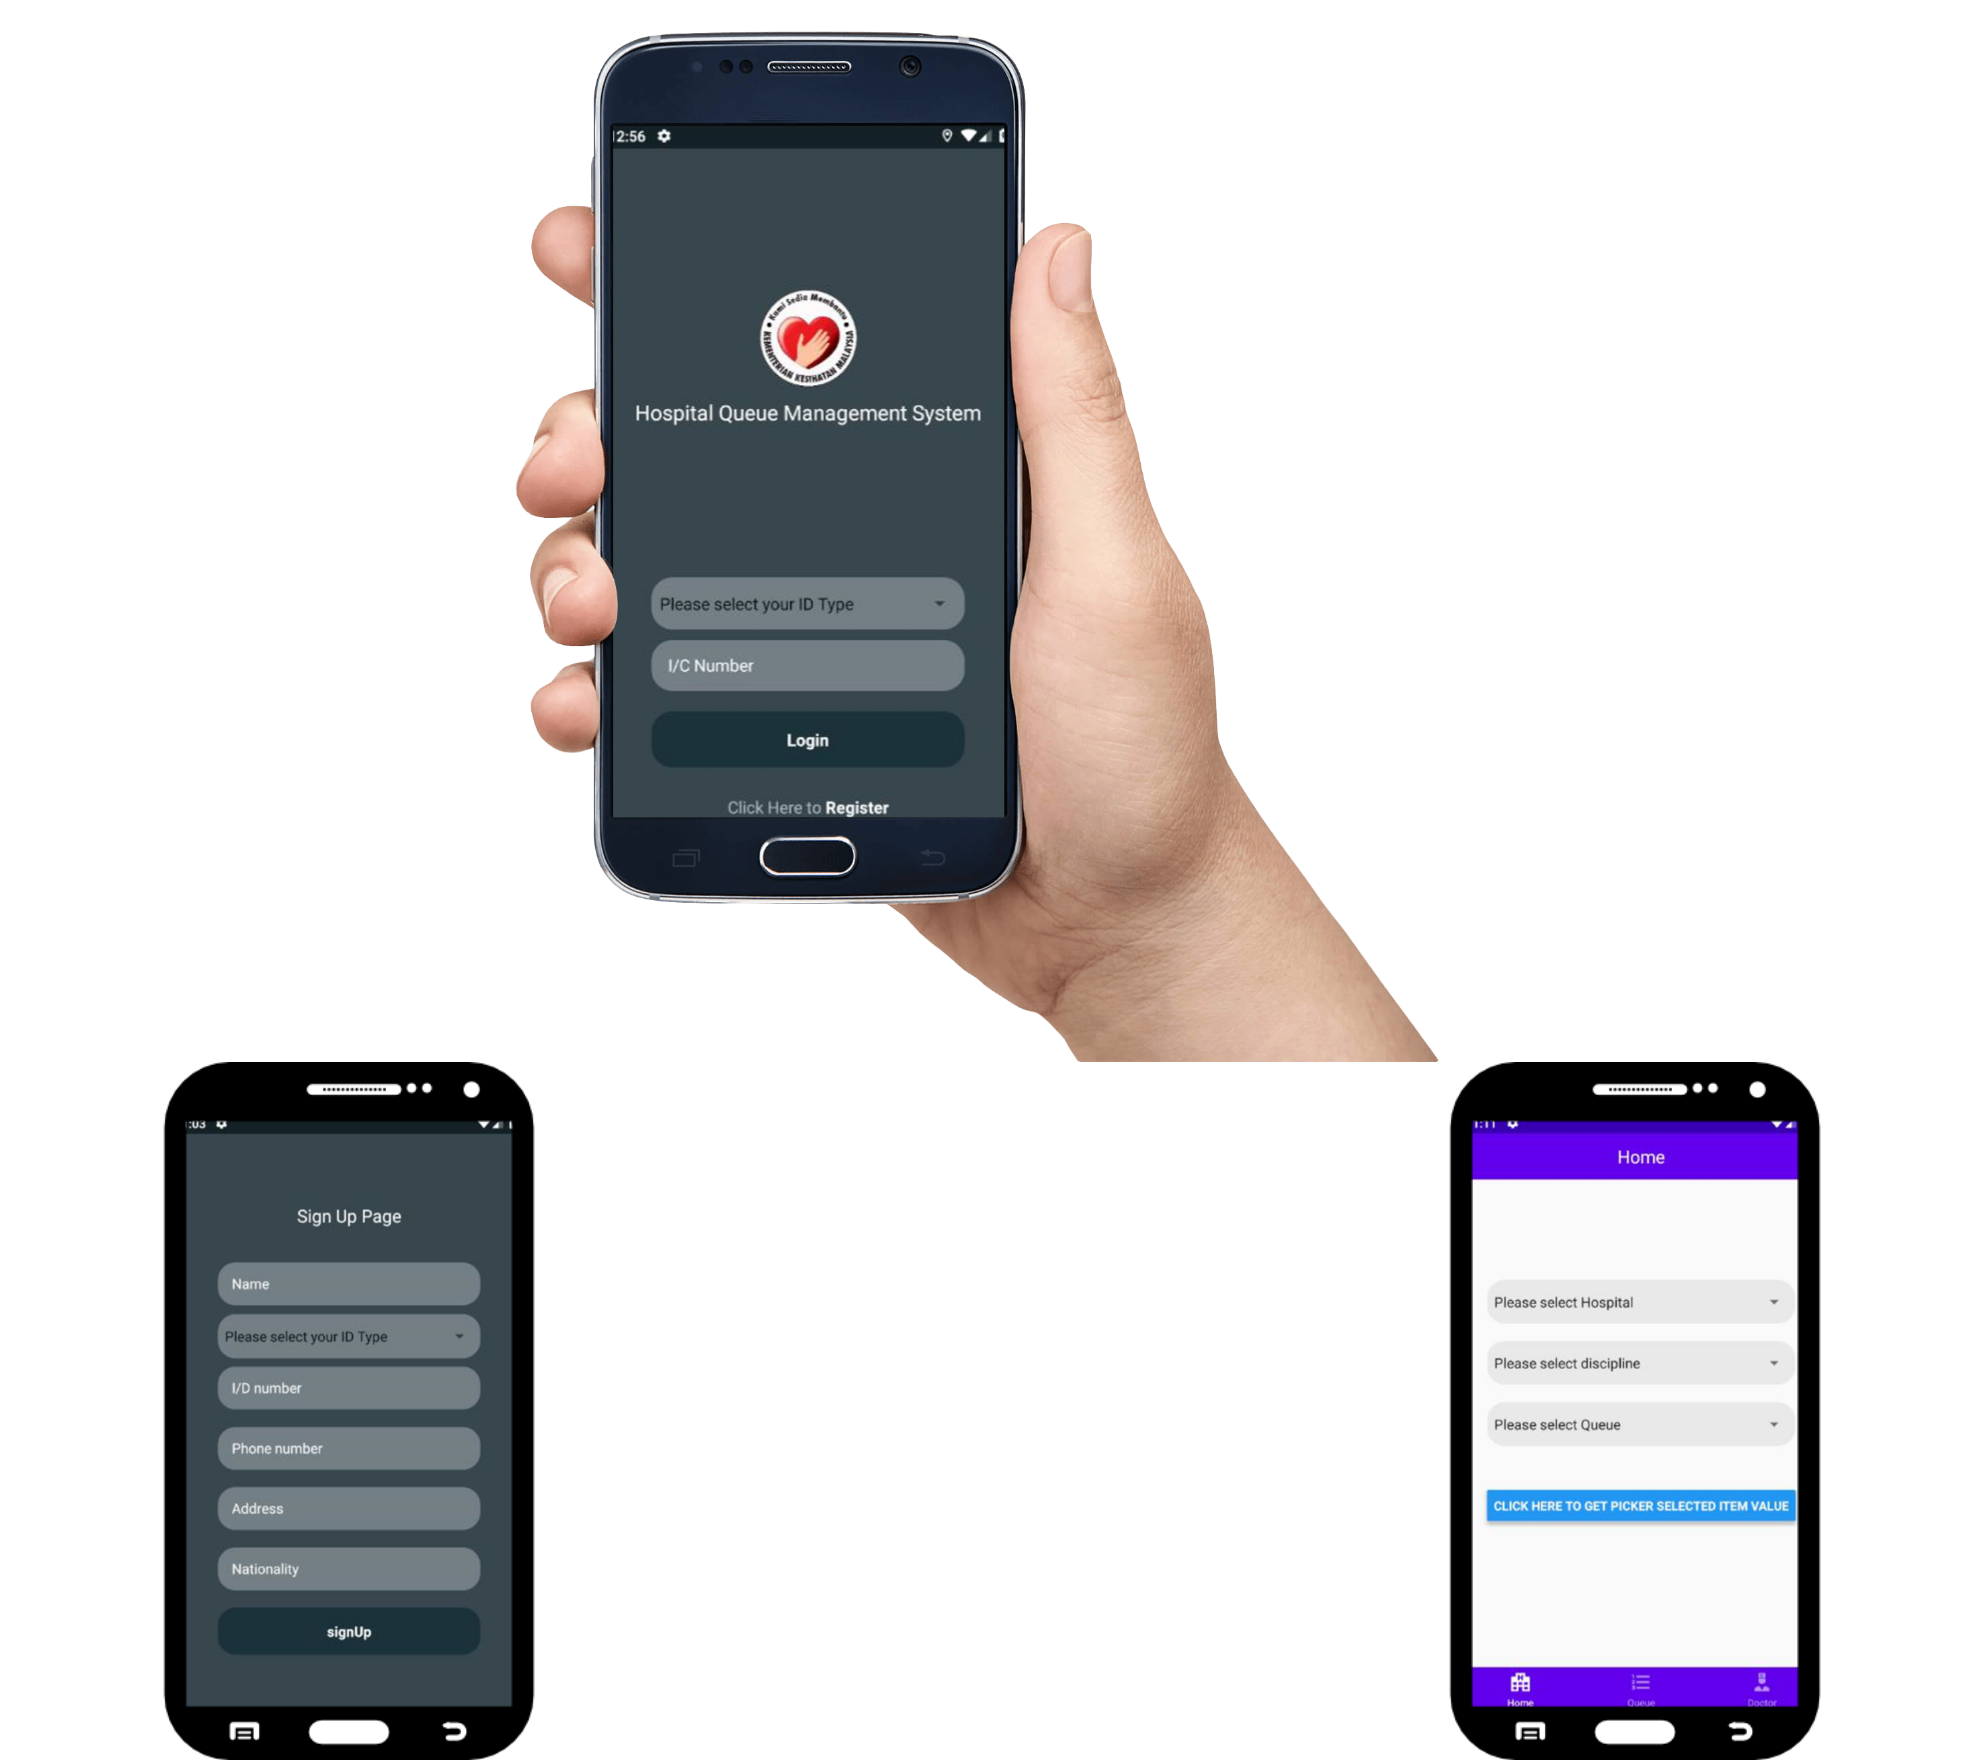 12:56
Kami Sedia Membantu
KEMENTERIAN KESIHATAN MALAYSIA
Hospital Queue Management System
Please select your ID Type
I/C Number
Login
Click Here to Register
:03
Sign Up Page
Name
Please select your ID Type
I/D number
Phone number
Address
Nationality
signUp
1:11
Home
Please select Hospital
Please select discipline
Please select Queue
CLICK HERE TO GET PICKER SELECTED ITEM VALUE
Home
Queue
Doctor